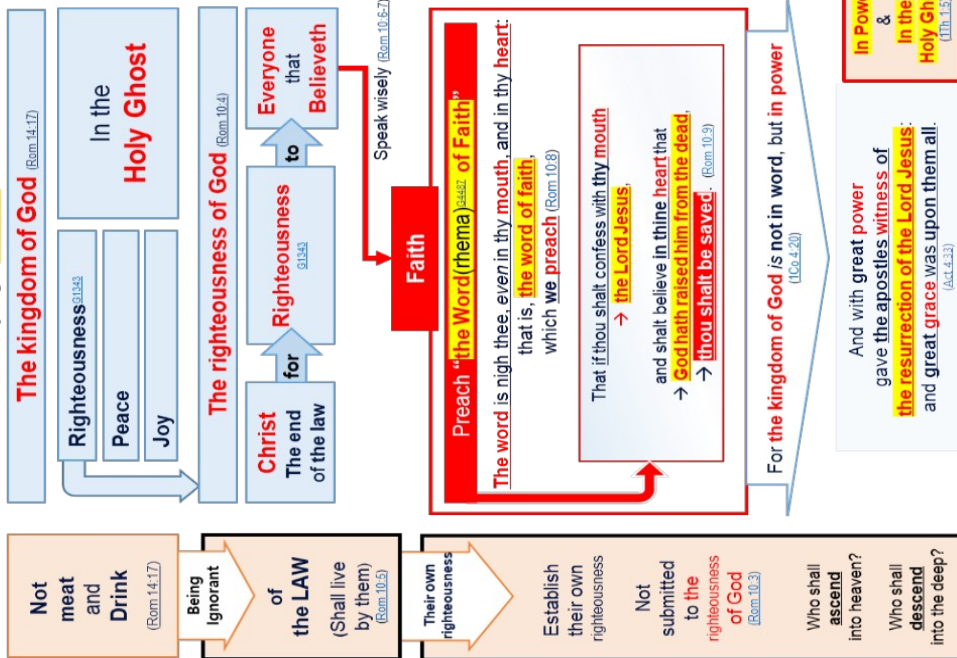 Not
meat
and
Drink
(Rom 14:17)
Being
Ignorant
of
the LAW
(Shall live
by them)
(Rom 10:5)
Their own
righteousness
Establish
their own
righteousness
Not
submitted
to the
righteousness
of God
(Rom 10:3)
Who shall
ascend
into heaven?
Who shall
descend
into the deep?
The kingdom of God (Rom 14:17)
Righteousness G1343
Peace
Joy
In the
Holy Ghost
The righteousness of God (Rom 10:4)
Christ
The end
of the law
for
Righteousness
G1343
to
Everyone
that
Believeth
Speak wisely (Rom 10:6-7)
Faith
Preach "the Word(rhema)G4487 of Faith"
The word is nigh thee, even in thy mouth, and in thy heart:
that is, the word of faith,
which we preach (Rom 10:8)
That if thou shalt confess with thy mouth
→ the Lord Jesus,
and shalt believe in thine heart that
→ God hath raised him from the dead,
→ thou shalt be saved. (Rom 10:9)
For the kingdom of God is not in word, but in power
(1Co 4:20)
And with great power
gave the apostles witness of
the resurrection of the Lord Jesus:
and great grace was upon them all.
(Act 4:33)
In
&
In the
Holy
(1Th 1:5